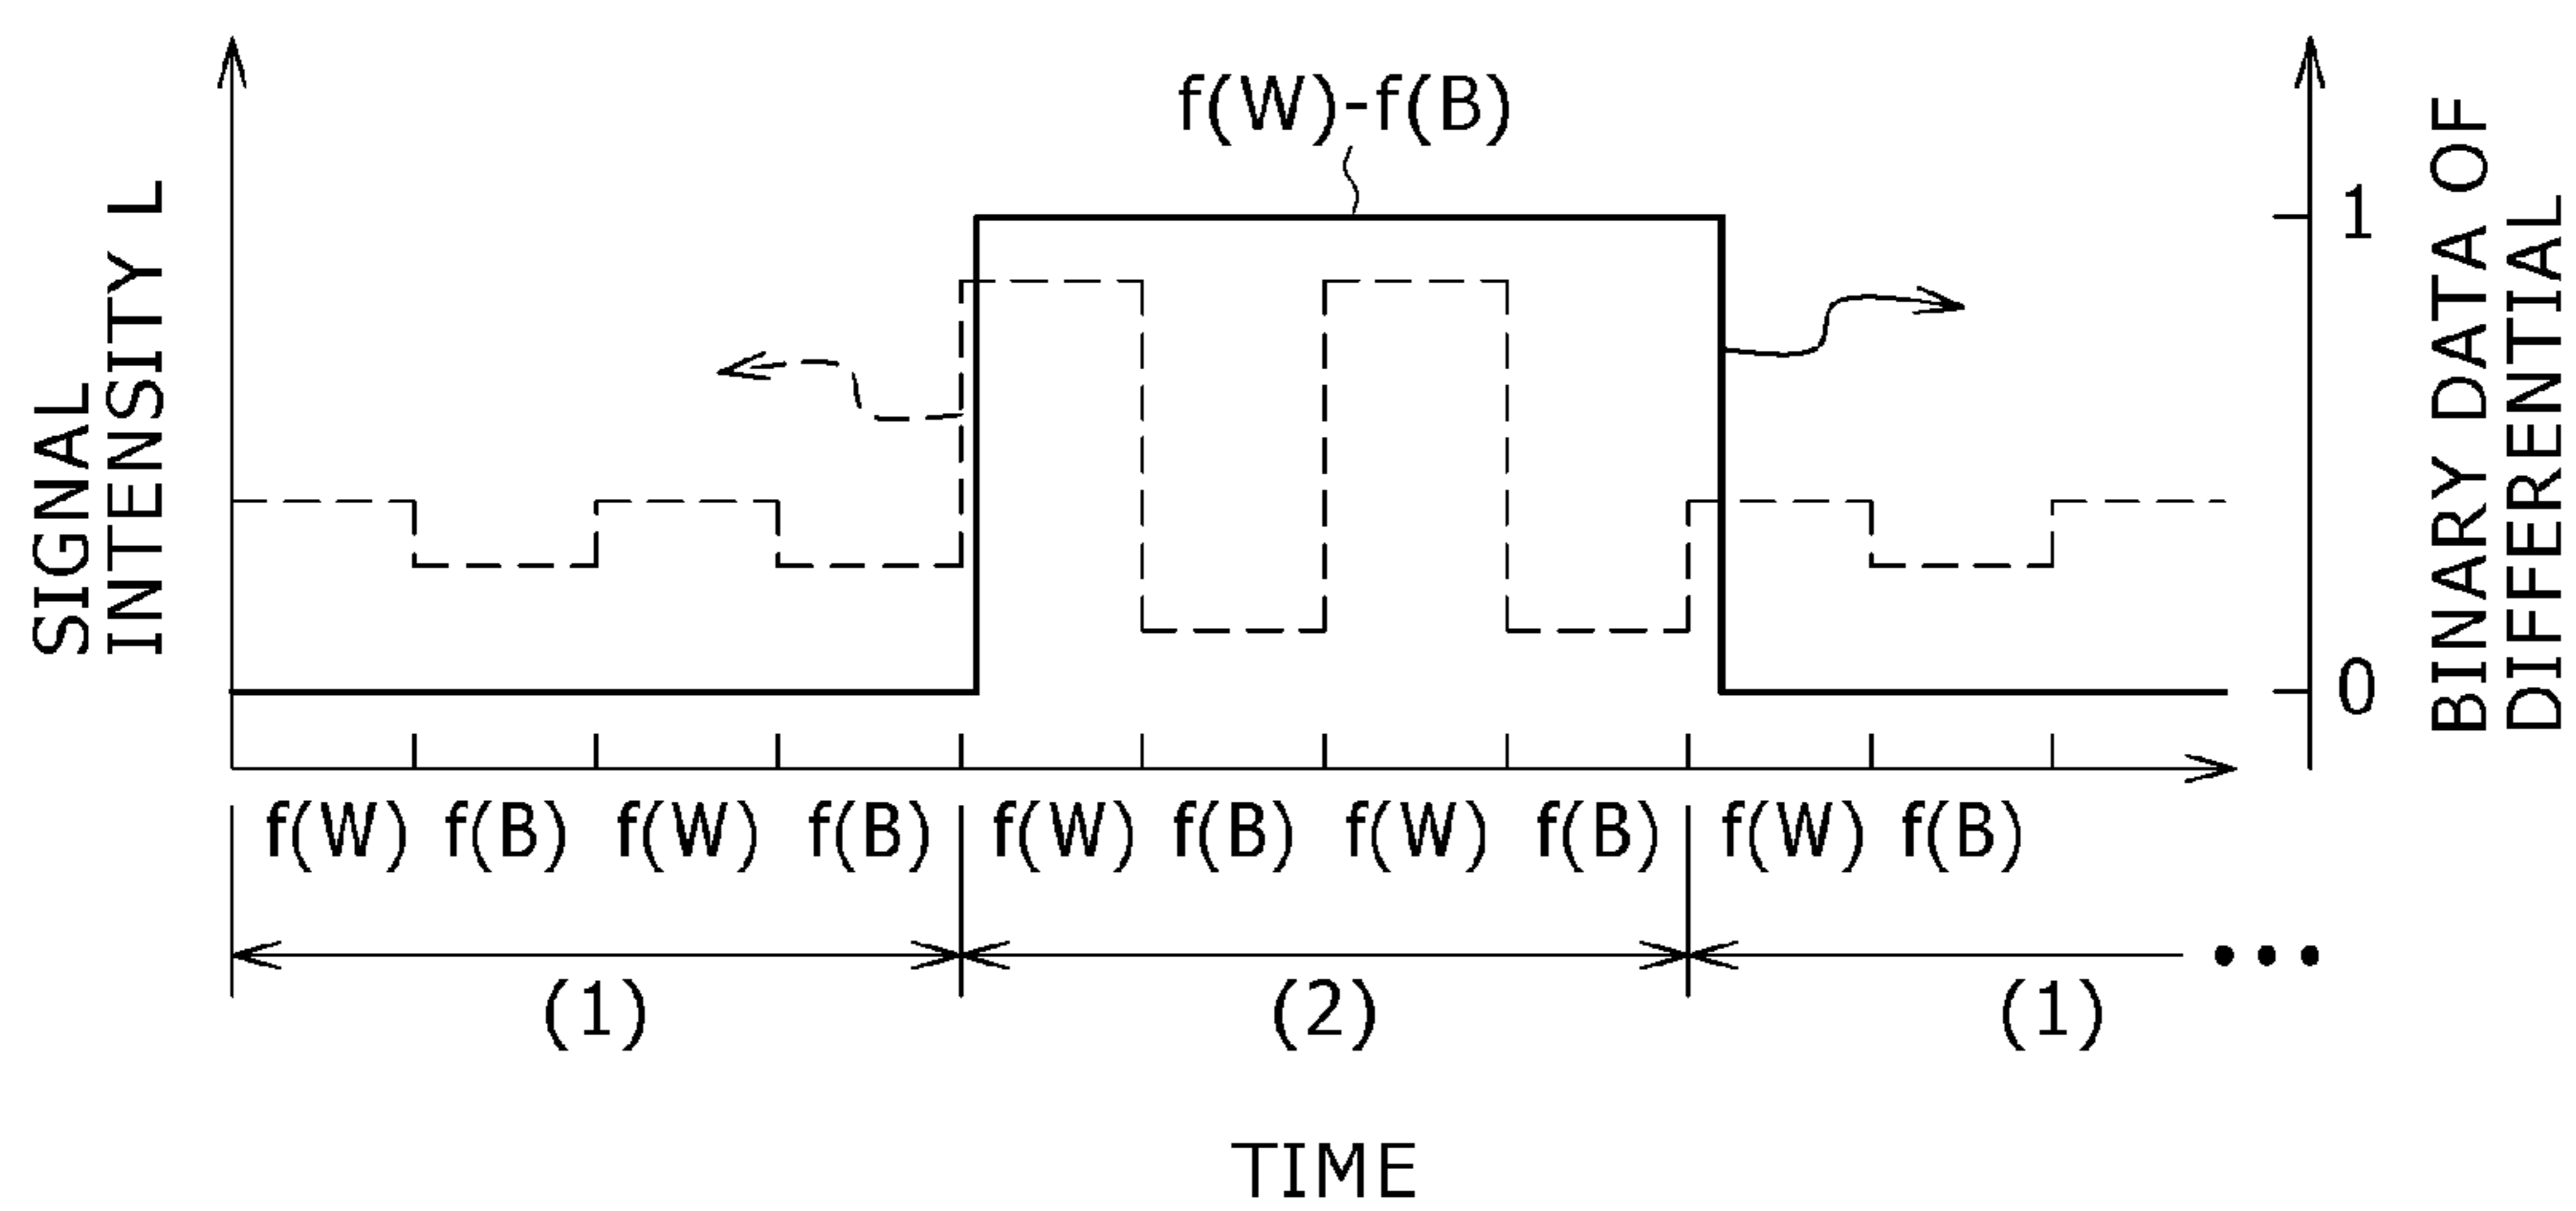 SIGNAL
INTENSITY L
f(W)-f(B)
1
0
BINARY DATA OF
DIFFERENTIAL
f(W) f(B) f(W) f(B) f(W) f(B) f(W) f(B) f(W) f(B)
(1) (2) (1)
TIME